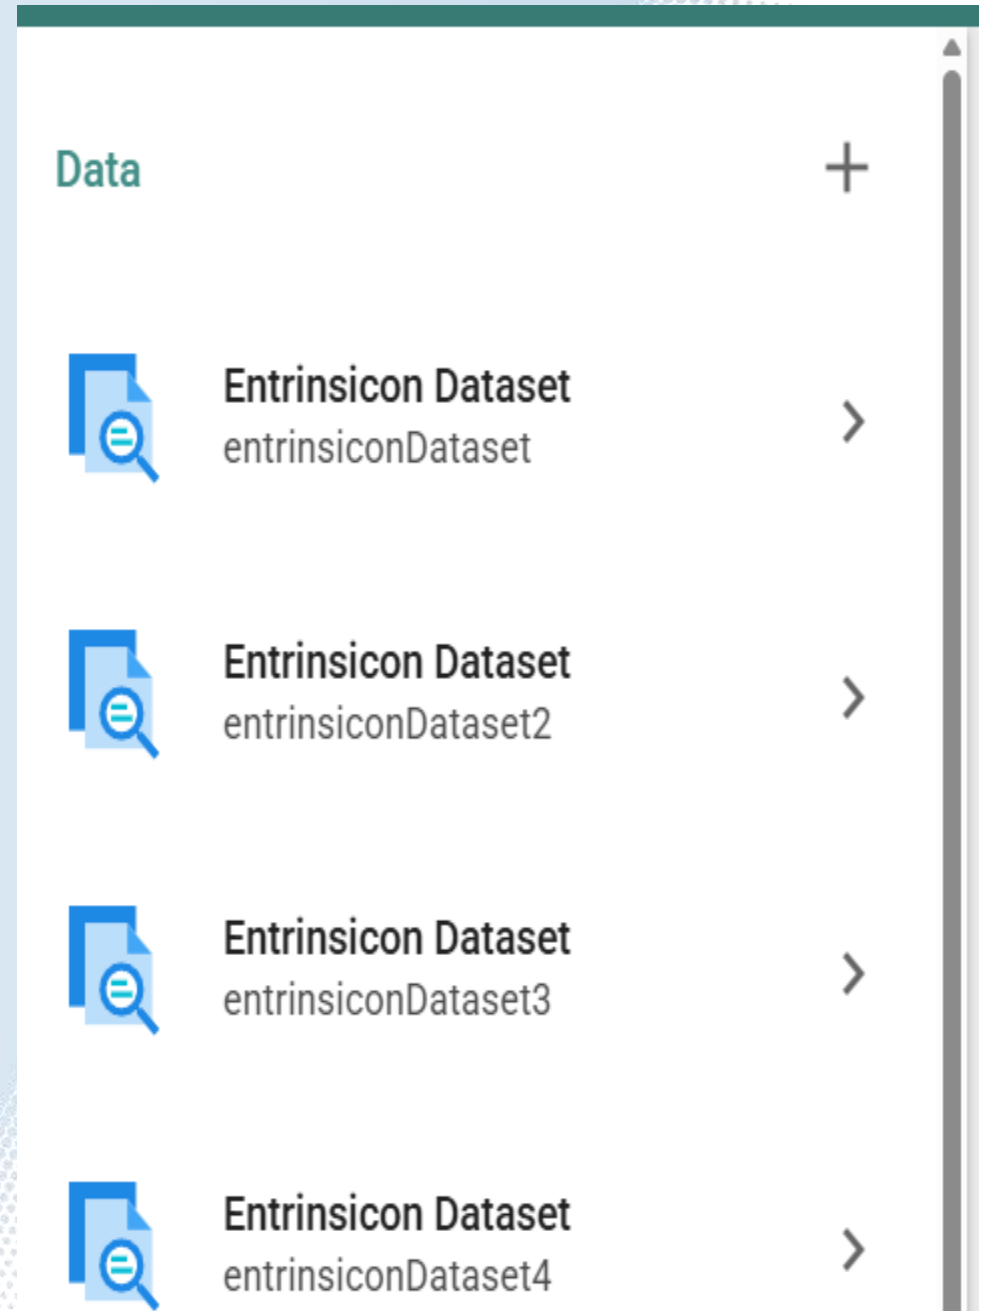 Data
Entrinsicon Dataset
entrinsiconDataset
Entrinsicon Dataset
entrinsiconDataset2
Entrinsicon Dataset
entrinsiconDataset3
Entrinsicon Dataset
entrinsiconDataset4